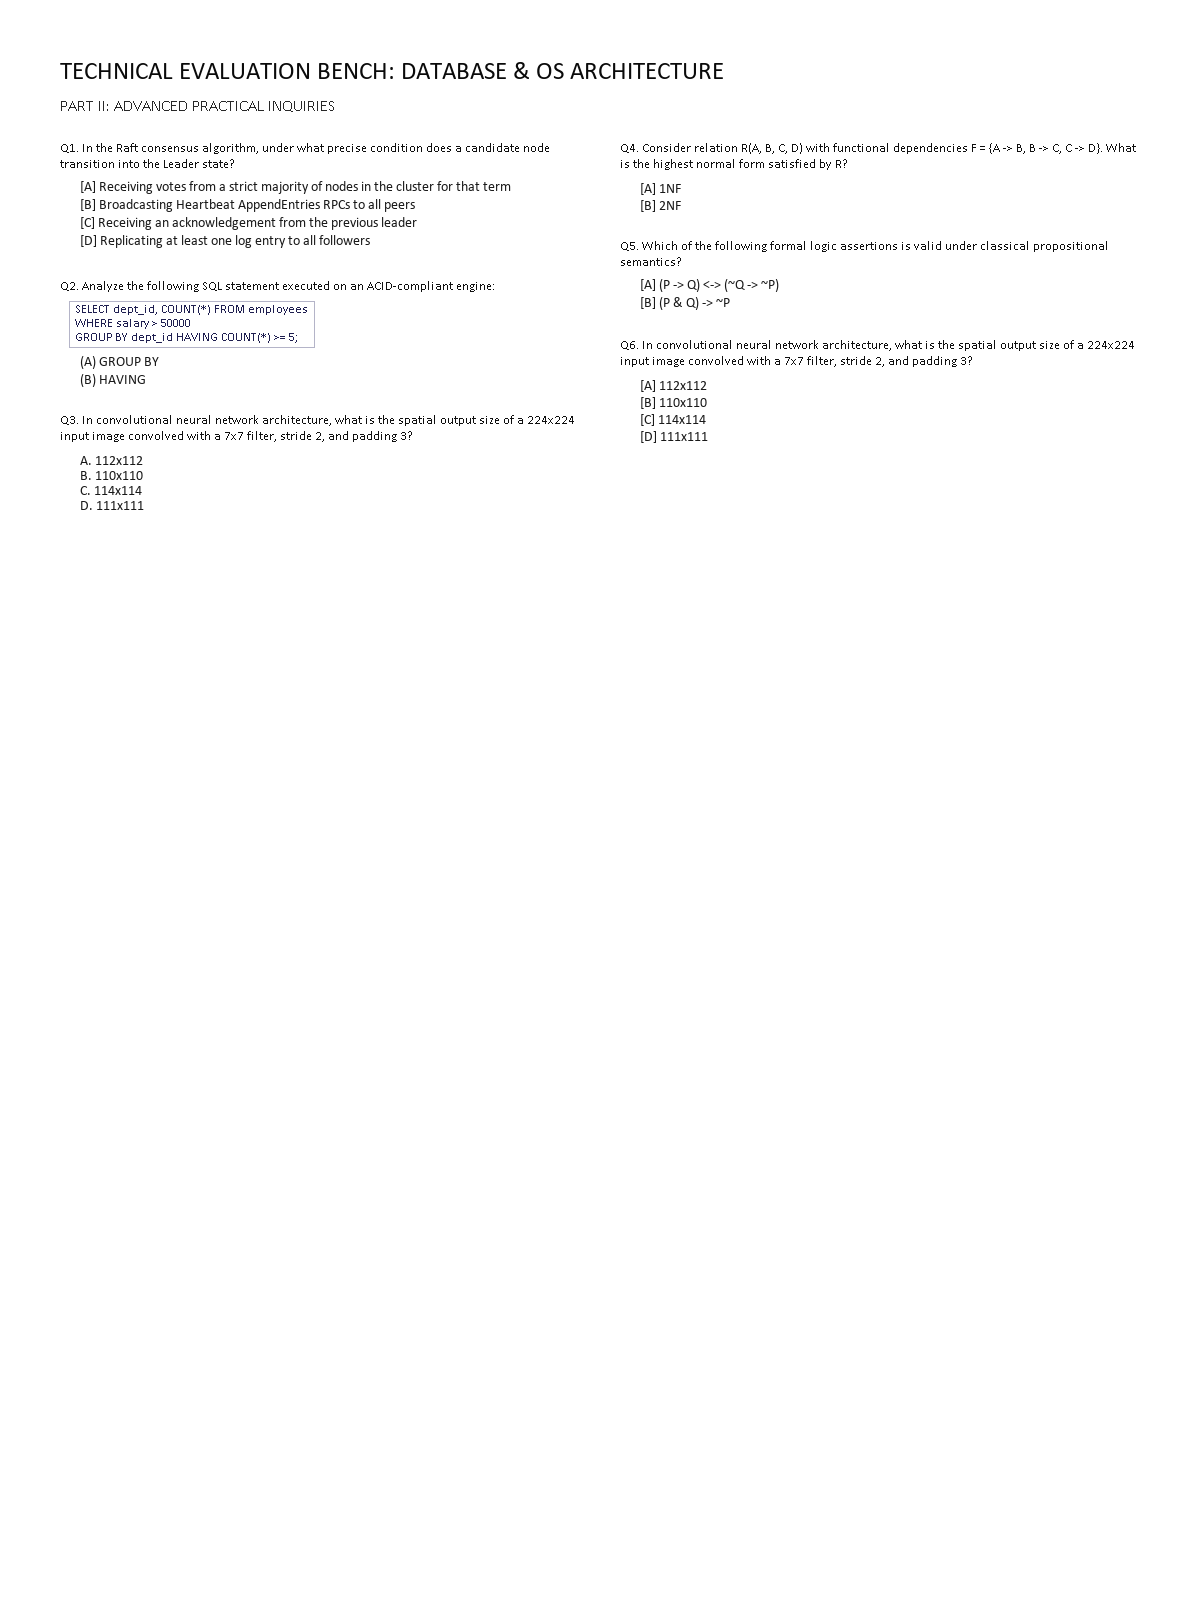 TECHNICAL EVALUATION BENCH: DATABASE & OS ARCHITECTURE
PART II: ADVANCED PRACTICAL INQUIRIES
Q1. In the Raft consensus algorithm, under what precise condition does a candidate node
transition into the Leader state?
[A] Receiving votes from a strict majority of nodes in the cluster for that term
[B] Broadcasting Heartbeat AppendEntries RPCs to all peers
[C] Receiving an acknowledgement from the previous leader
[D] Replicating at least one log entry to all followers
Q2. Analyze the following SQL statement executed on an ACID-compliant engine:
SELECT dept_id, COUNT(*) FROM employees
WHERE salary > 50000
GROUP BY dept_id HAVING COUNT(*) >= 5;
(A) GROUP BY
(B) HAVING
Q3. In convolutional neural network architecture, what is the spatial output size of a 224x224
input image convolved with a 7x7 filter, stride 2, and padding 3?
A. 112x112
B. 110x110
C. 114x114
D. 111x111
Q4. Consider relation R(A, B, C, D) with functional dependencies F = {A -> B, B -> C, C -> D}. What
is the highest normal form satisfied by R?
[A] 1NF
[B] 2NF
Q5. Which of the following formal logic assertions is valid under classical propositional
semantics?
[A] (P -> Q) <-> (~Q -> ~P)
[B] (P & Q) -> ~P
Q6. In convolutional neural network architecture, what is the spatial output size of a 224x224
input image convolved with a 7x7 filter, stride 2, and padding 3?
[A] 112x112
[B] 110x110
[C] 114x114
[D] 111x111